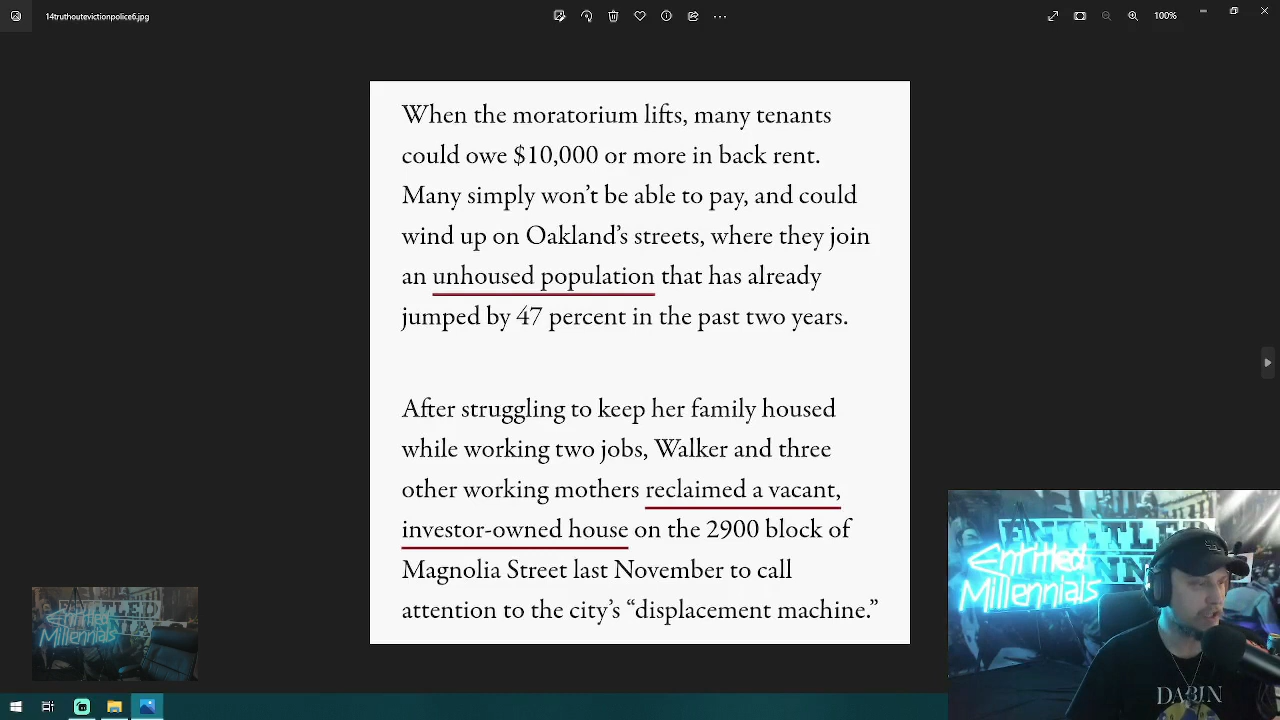 14truthoutevictionpolice6.jpg
100%
When the moratorium lifts, many tenants
could owe $10,000 or more in back rent.
Many simply won’t be able to pay, and could
wind up on Oakland’s streets, where they join
an unhoused population that has already
jumped by 47 percent in the past two years.
After struggling to keep her family housed
while working two jobs, Walker and three
other working mothers reclaimed a vacant,
investor-owned house on the 2900 block of
Magnolia Street last November to call
attention to the city’s “displacement machine.”
Entitled
Millennials
Entitled
Millennials